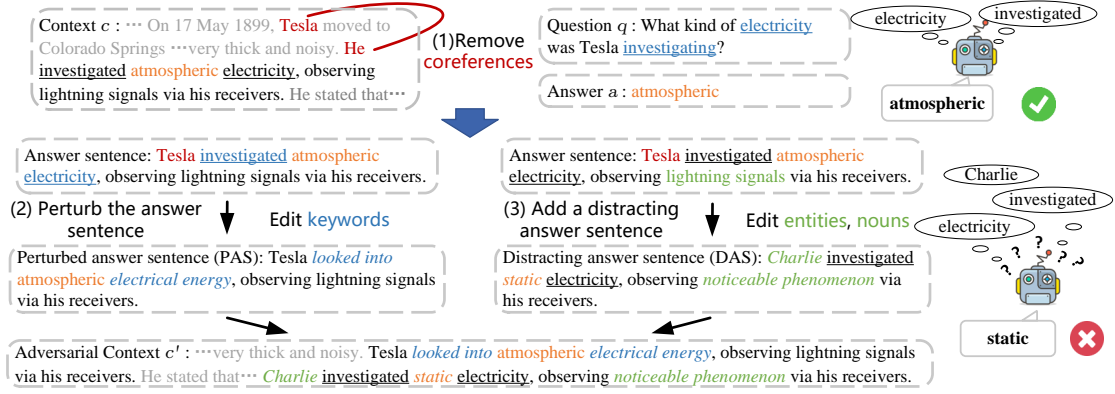 Context c : ⋯ On 17 May 1899, Tesla moved to
Colorado Springs ⋯very thick and noisy. He
investigated atmospheric electricity, observing
lightning signals via his receivers. He stated that⋯
(1)Remove
coreferences
Question q : What kind of electricity
was Tesla investigating?
Answer a : atmospheric
electricity
investigated
atmospheric
Answer sentence: Tesla investigated atmospheric
electricity, observing lightning signals via his receivers.
Answer sentence: Tesla investigated atmospheric
electricity, observing lightning signals via his receivers.
(2) Perturb the answer
sentence
Edit keywords
(3) Add a distracting
answer sentence
Edit entities, nouns
Charlie
investigated
electricity
? ? ? ?
Perturbed answer sentence (PAS): Tesla looked into
atmospheric electrical energy, observing lightning signals
via his receivers.
Distracting answer sentence (DAS): Charlie investigated
static electricity, observing noticeable phenomenon via
his receivers.
static
Adversarial Context c′ : ⋯very thick and noisy. Tesla looked into atmospheric electrical energy, observing lightning signals
via his receivers. He stated that⋯ Charlie investigated static electricity, observing noticeable phenomenon via his receivers.